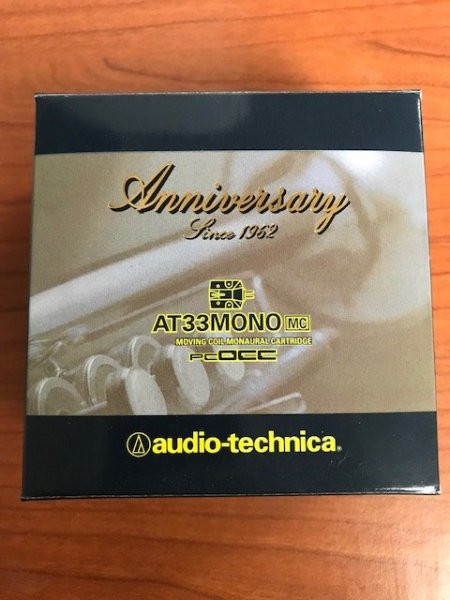 Anniversary
Since 1962
AT33MONO MC
MOVING COIL MONAURAL CARTRIDGE
PCOCC
audio-technica®